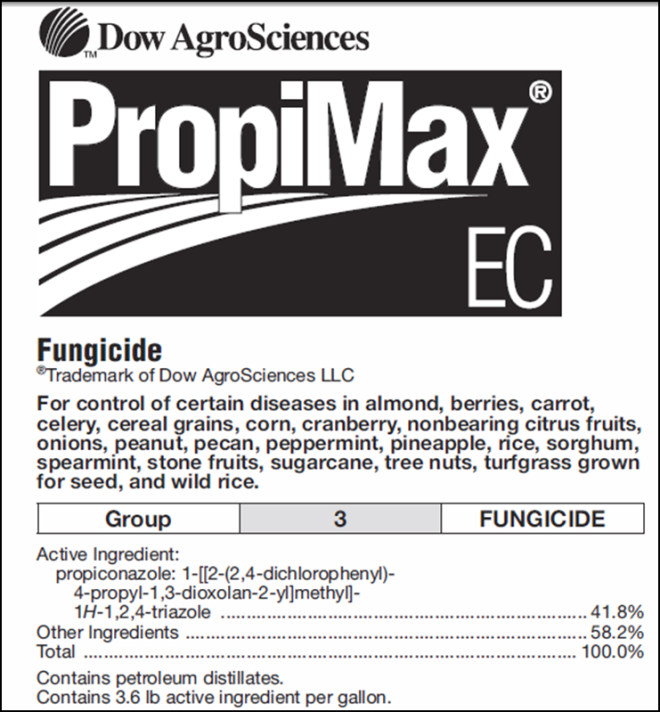 Dow AgroSciences
TM
PropiMax®
EC
Fungicide
®Trademark of Dow AgroSciences LLC
For control of certain diseases in almond, berries, carrot,
celery, cereal grains, corn, cranberry, nonbearing citrus fruits,
onions, peanut, pecan, peppermint, pineapple, rice, sorghum,
spearmint, stone fruits, sugarcane, tree nuts, turfgrass grown
for seed, and wild rice.
Group 3 FUNGICIDE
Active Ingredient:
propiconazole: 1-[[2-(2,4-dichlorophenyl)-
4-propyl-1,3-dioxolan-2-yl]methyl]-
1H-1,2,4-triazole ........................................................................ 41.8%
Other Ingredients ........................................................................ 58.2%
Total ........................................................................ 100.0%
Contains petroleum distillates.
Contains 3.6 lb active ingredient per gallon.